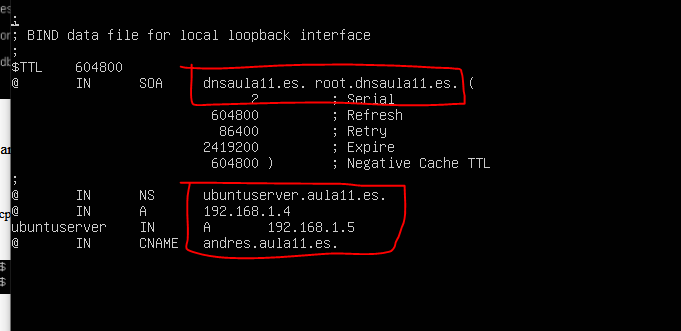 ;
; BIND data file for local loopback interface
;
$TTL 604800
@ IN SOA dnsaula11.es. root.dnsaula11.es. (
2 ; Serial
604800 ; Refresh
86400 ; Retry
2419200 ; Expire
604800 ) ; Negative Cache TTL
;
@ IN NS ubuntuserver.aula11.es.
@ IN A 192.168.1.4
ubuntuserver IN A 192.168.1.5
@ IN CNAME andres.aula11.es.
$
$